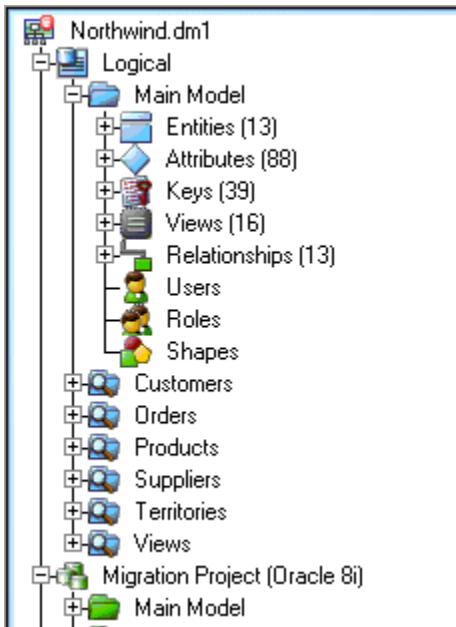 Northwind.dm1
Logical
Main Model
Entities (13)
Attributes (88)
Keys (39)
Views (16)
Relationships (13)
Users
Roles
Shapes
Customers
Orders
Products
Suppliers
Territories
Views
Migration Project (Oracle 8i)
Main Model